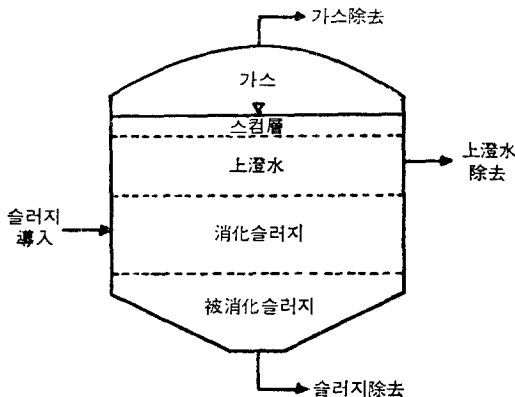 가스除去
가스
스컴層
上澄水
上澄水
除去
슬러지
導入
消化슬러지
被消化슬러지
슬러지除去